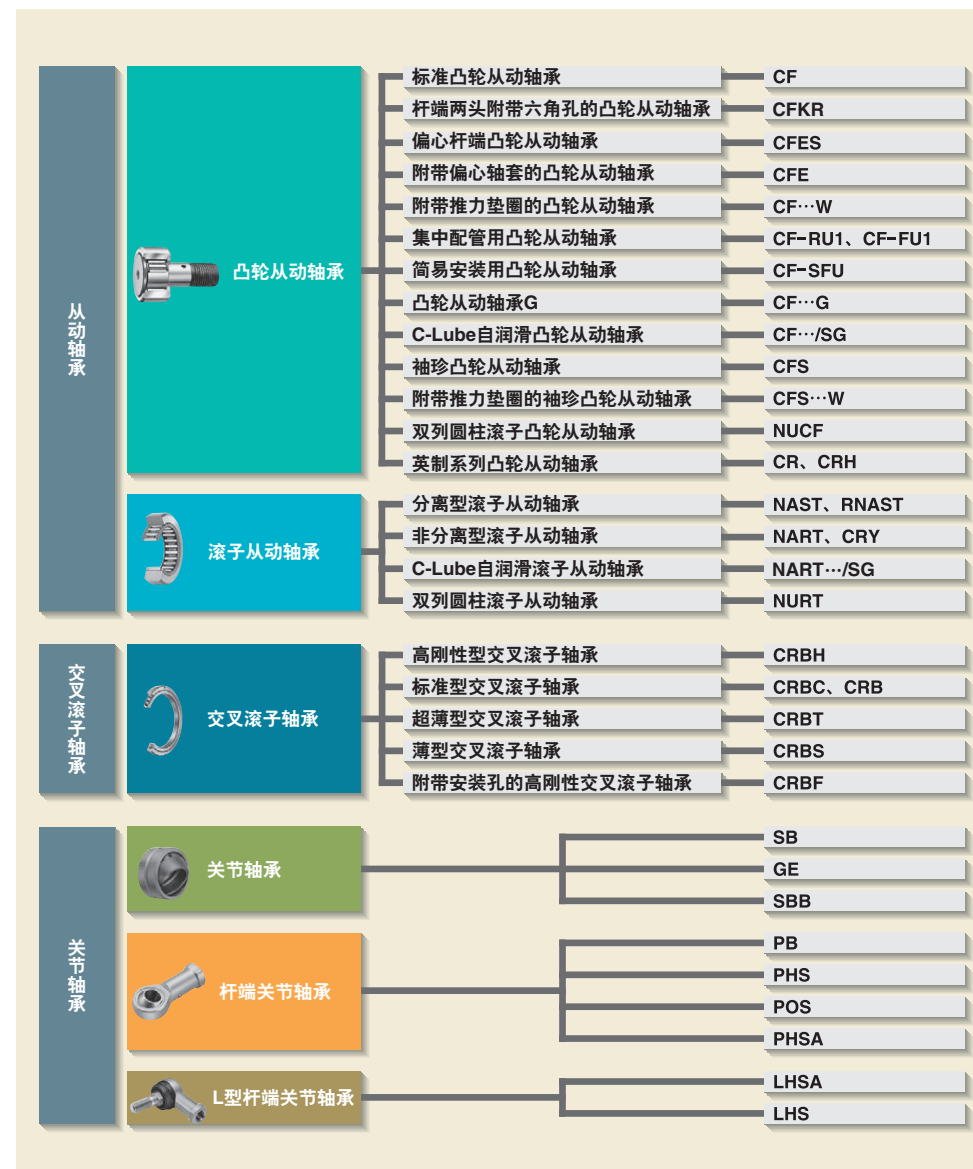 从动轴承
凸轮从动轴承
标准凸轮从动轴承 CF
杆端两头附带六角孔的凸轮从动轴承 CFKR
偏心杆端凸轮从动轴承 CFES
附带偏心轴套的凸轮从动轴承 CFE
附带推力垫圈的凸轮从动轴承 CF…W
集中配管用凸轮从动轴承 CF-RU1、CF-FU1
简易安装用凸轮从动轴承 CF-SFU
凸轮从动轴承G CF…G
C-Lube自润滑凸轮从动轴承 CF…/SG
袖珍凸轮从动轴承 CFS
附带推力垫圈的袖珍凸轮从动轴承 CFS…W
双列圆柱滚子凸轮从动轴承 NUCF
英制系列凸轮从动轴承 CR、CRH
滚子从动轴承
分离型滚子从动轴承 NAST、RNAST
非分离型滚子从动轴承 NART、CRY
C-Lube自润滑滚子从动轴承 NART…/SG
双列圆柱滚子从动轴承 NURT
交叉滚子轴承
交叉滚子轴承
高刚性型交叉滚子轴承 CRBH
标准型交叉滚子轴承 CRBC、CRB
超薄型交叉滚子轴承 CRBT
薄型交叉滚子轴承 CRBS
附带安装孔的高刚性交叉滚子轴承 CRBF
关节轴承
关节轴承
SB
GE
SBB
杆端关节轴承
PB
PHS
POS
PHSA
L型杆端关节轴承
LHSA
LHS